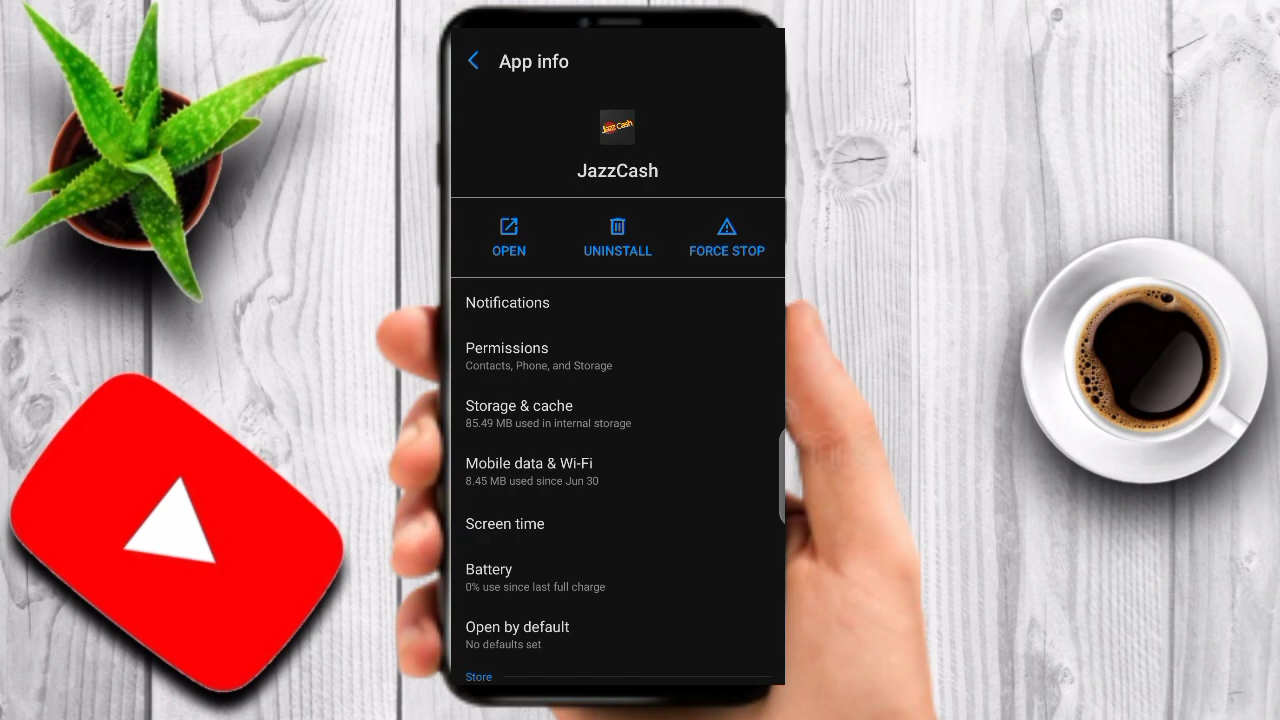 App info
Jazz Cash
JazzCash
OPEN
UNINSTALL
FORCE STOP
Notifications
Permissions
Contacts, Phone, and Storage
Storage & cache
85.49 MB used in internal storage
Mobile data & Wi-Fi
8.45 MB used since Jun 30
Screen time
Battery
0% use since last full charge
Open by default
No defaults set
Store